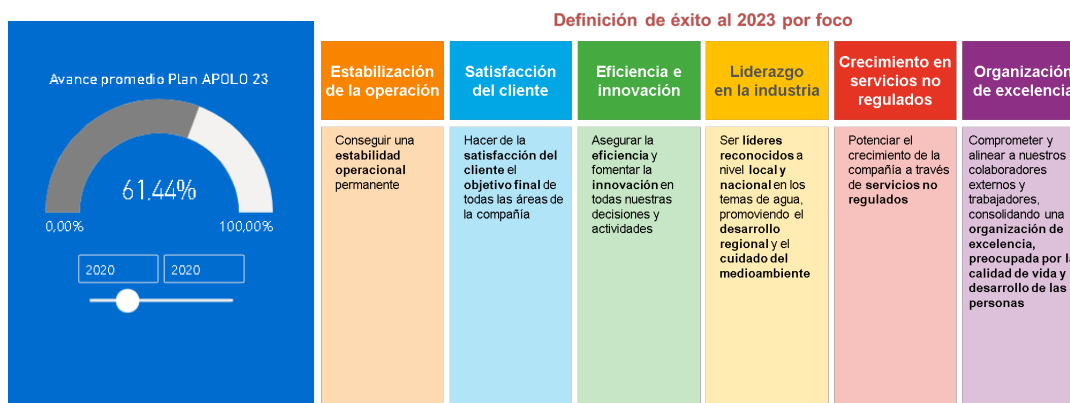 Definición de éxito al 2023 por foco
Avance promedio Plan APOLO 23
61.44%
0,00%
100,00%
2020
2020
Estabilización
de la operación
Conseguir una
estabilidad
operacional
permanente
Satisfacción
del cliente
Hacer de la
satisfacción del
cliente el
objetivo final de
todas las áreas de
la compañía
Eficiencia e
innovación
Asegurar la
eficiencia y
fomentar la
innovación en
todas nuestras
decisiones y
actividades
Liderazgo
en la industria
Ser líderes
reconocidos a
nivel local y
nacional en los
temas de agua,
promoviendo el
desarrollo
regional y el
cuidado del
medioambiente
Crecimiento en
servicios no
regulados
Potenciar el
crecimiento de la
compañía a través
de servicios no
regulados
Organización
de excelencia
Comprometer y
alinear a nuestros
colaboradores
externos y
trabajadores,
consolidando una
organización de
excelencia,
preocupada por la
calidad de vida y
desarrollo de las
personas